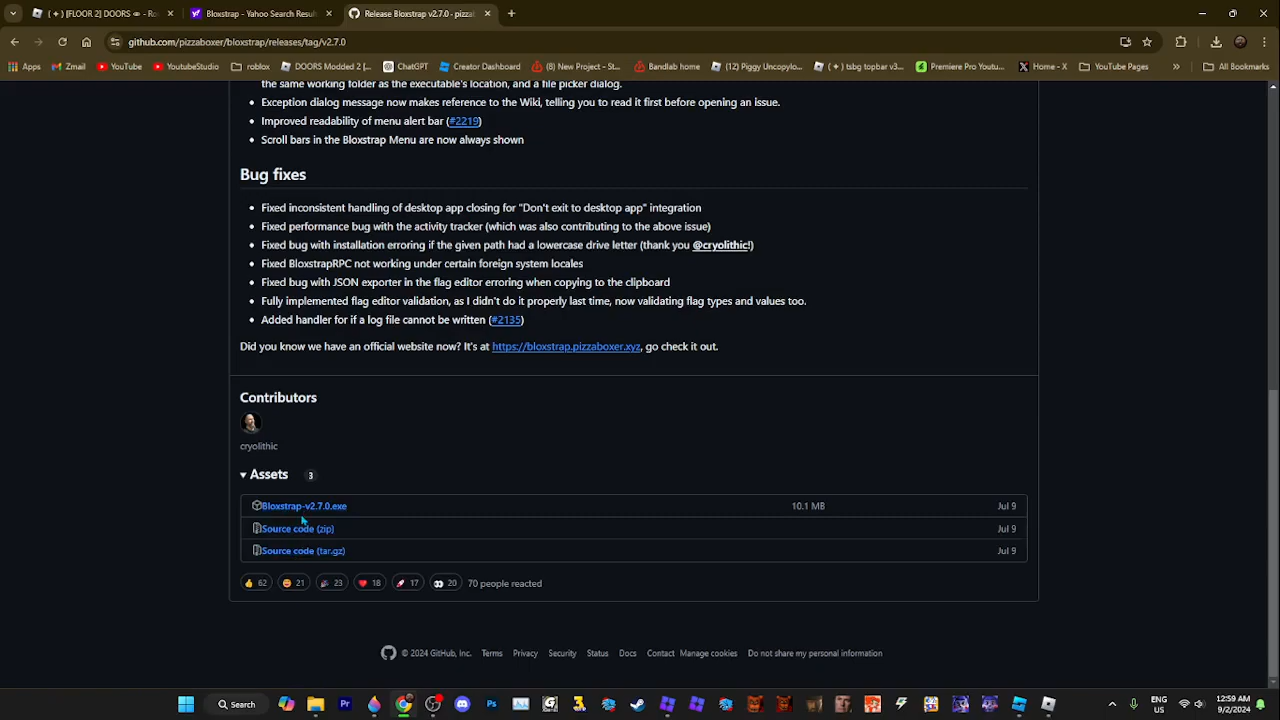 [FLOOR 2] DOORS
Bloxstrap - Yahoo Search Resul
Release Bloxstrap v2.7.0 - pizzal
github.com/pizzaboxer/bloxstrap/releases/tag/v2.7.0
Apps
Zmail
YouTube
YouTubeStudio
roblox
DOORS Modded 2 [...
ChatGPT
Creator Dashboard
(8) New Project - St...
Bandlab home
(12) Piggy Uncopylo...
tsbg topbar v3...
Premiere Pro Youtu...
Home - X
YouTube Pages
»
All Bookmarks
the same working folder as the executable's location, and a file picker dialog.
• Exception dialog message now makes reference to the Wiki, telling you to read it first before opening an issue.
• Improved readability of menu alert bar (#2219)
• Scroll bars in the Bloxstrap Menu are now always shown
Bug fixes
• Fixed inconsistent handling of desktop app closing for "Don't exit to desktop app" integration
• Fixed performance bug with the activity tracker (which was also contributing to the above issue)
• Fixed bug with installation erroring if the given path had a lowercase drive letter (thank you @cryolithic!)
• Fixed BloxstrapRPC not working under certain foreign system locales
• Fixed bug with JSON exporter in the flag editor erroring when copying to the clipboard
• Fully implemented flag editor validation, as I didn't do it properly last time, now validating flag types and values too.
• Added handler for if a log file cannot be written (#2135)
Did you know we have an official website now? It's at https://bloxstrap.pizzaboxer.xyz, go check it out.
Contributors
cryolithic
Assets 3
Bloxstrap-v2.7.0.exe 10.1 MB Jul 9
Source code (zip) Jul 9
Source code (tar.gz) Jul 9
62 21 23 18 17 20 70 people reacted
© 2024 GitHub, Inc. Terms Privacy Security Status Docs Contact Manage cookies Do not share my personal information
Search
Pr
Ps
ENG
US
12:59 AM
9/2/2024